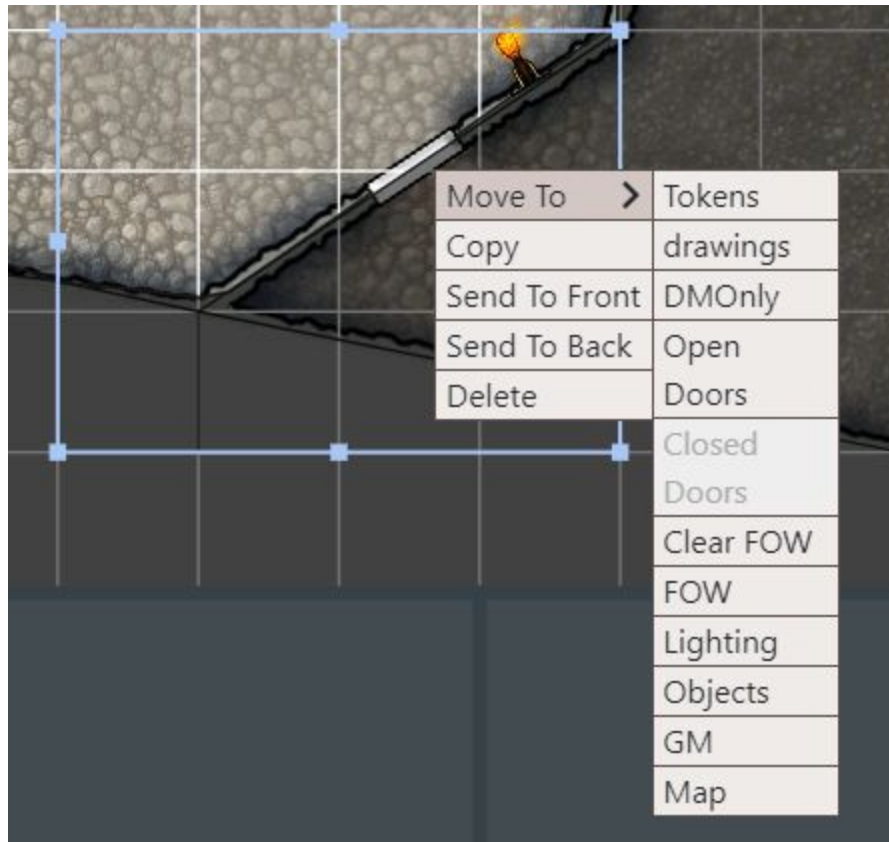 Move To
Copy
Send To Front
Send To Back
Delete
Tokens
drawings
DMOnly
Open
Doors
Closed
Doors
Clear FOW
FOW
Lighting
Objects
GM
Map